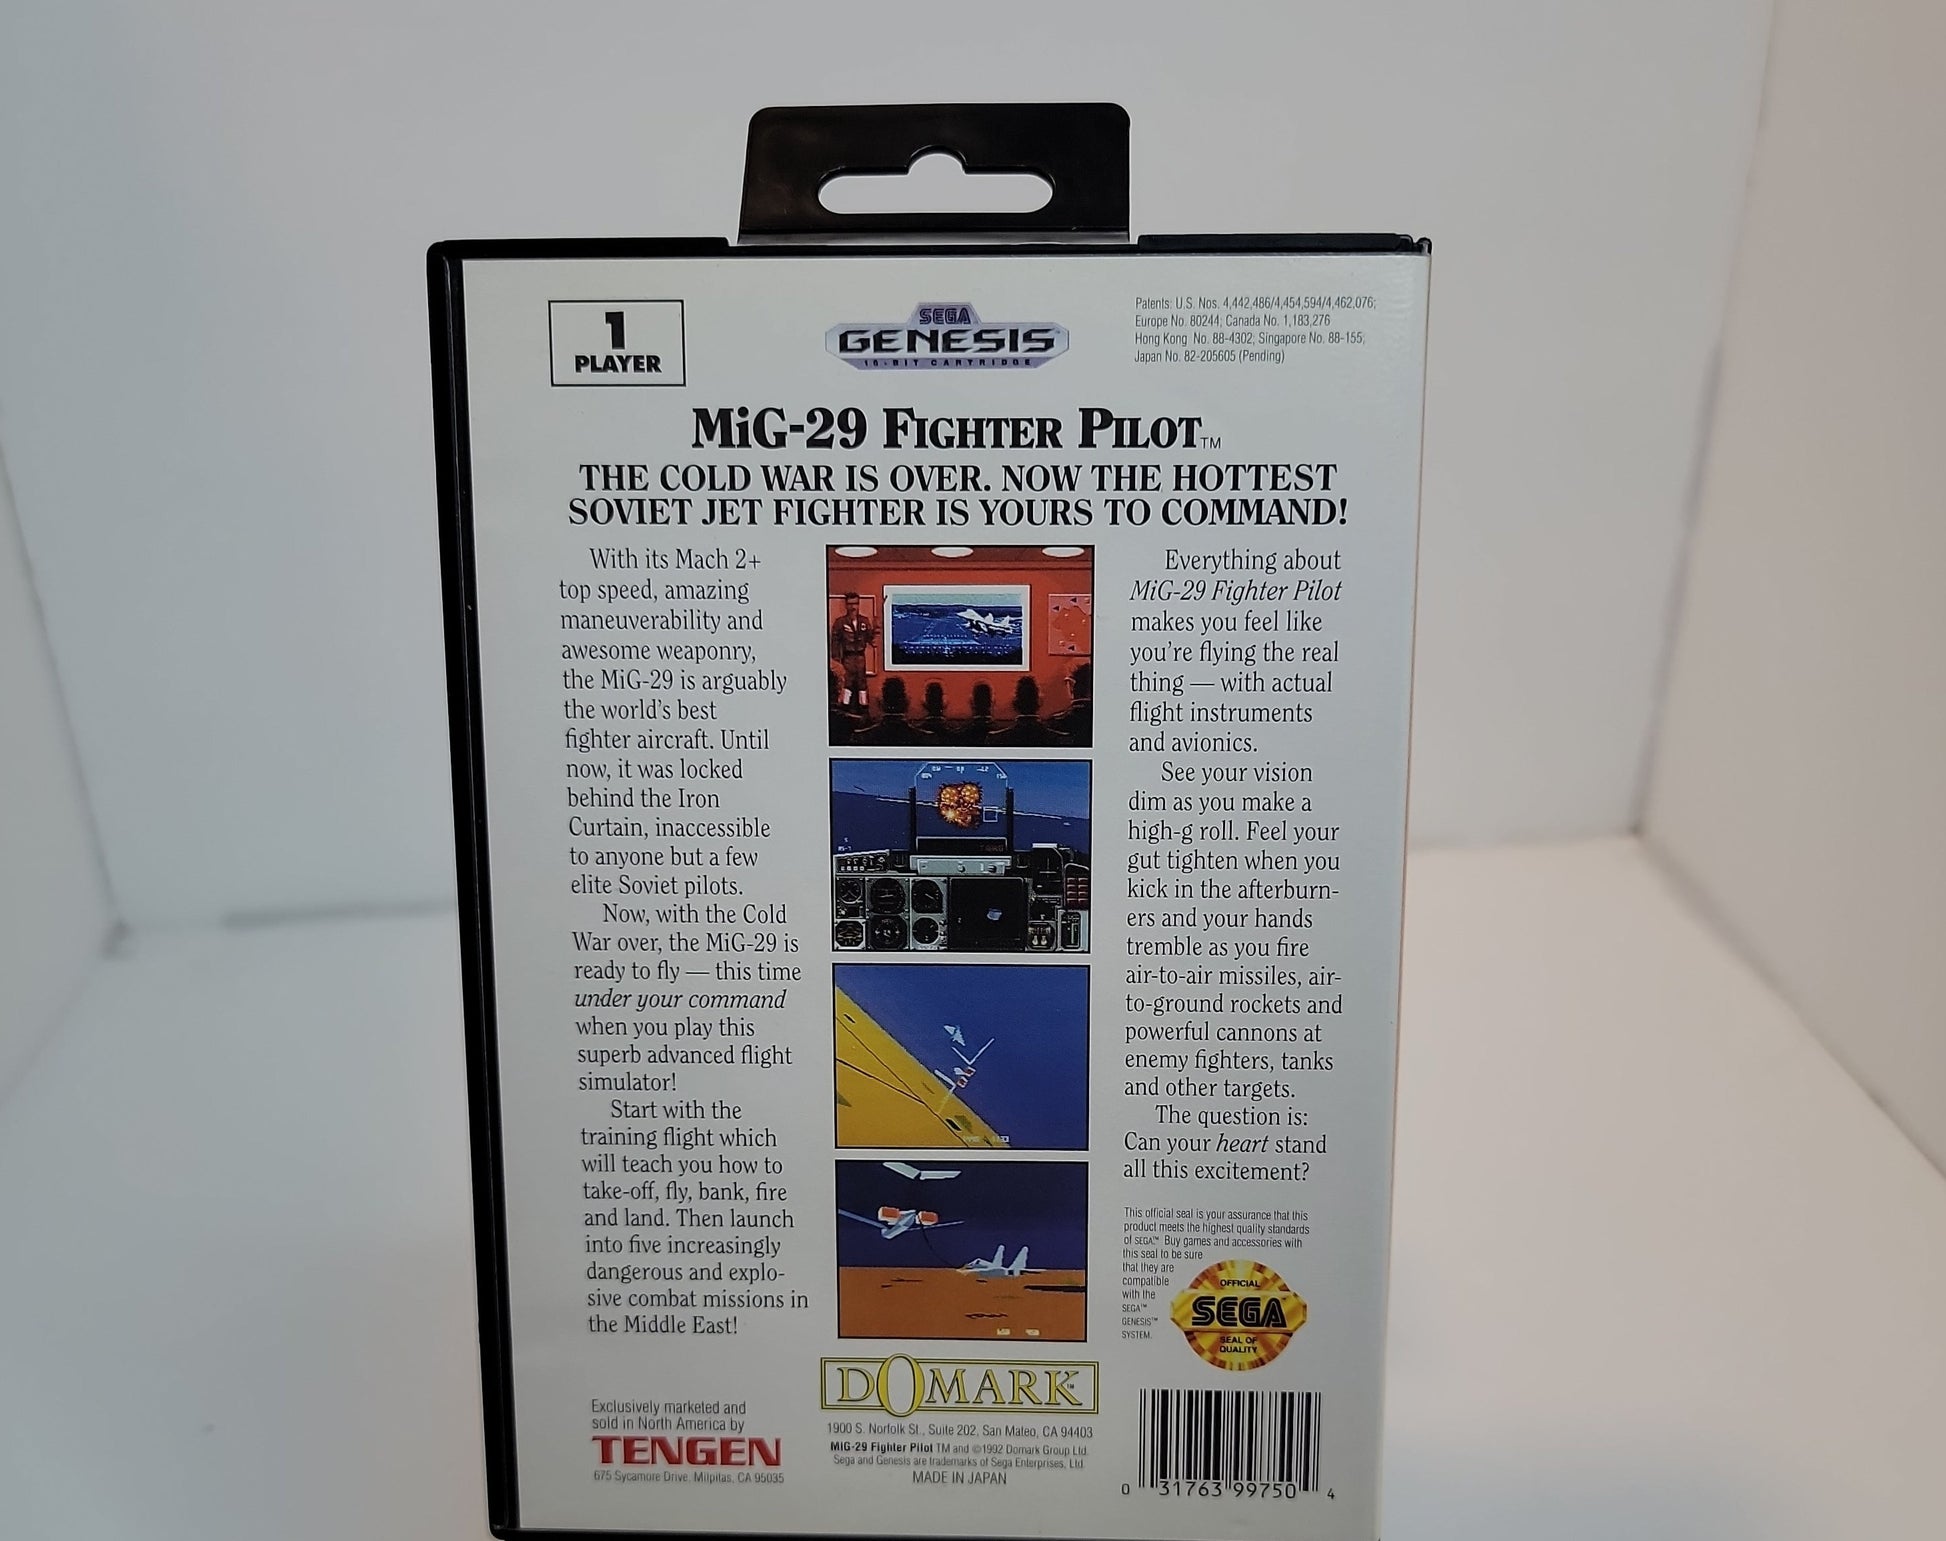 1
PLAYER
SEGA
GENESIS
16-BIT CARTRIDGE
Patents: U.S. Nos. 4,442,486/4,454,594/4,462,076;
Europe No. 80244; Canada No. 1,183,276
Hong Kong No. 88-4302; Singapore No. 88-155;
Japan No. 82-205605 (Pending)
MiG-29 FIGHTER PILOT™
THE COLD WAR IS OVER. NOW THE HOTTEST
SOVIET JET FIGHTER IS YOURS TO COMMAND!
With its Mach 2+
top speed, amazing
maneuverability and
awesome weaponry,
the MiG-29 is arguably
the world's best
fighter aircraft. Until
now, it was locked
behind the Iron
Curtain, inaccessible
to anyone but a few
elite Soviet pilots.
Now, with the Cold
War over, the MiG-29 is
ready to fly — this time
under your command
when you play this
superb advanced flight
simulator!
Start with the
training flight which
will teach you how to
take-off, fly, bank, fire
and land. Then launch
into five increasingly
dangerous and explo-
sive combat missions in
the Middle East!
Everything about
MiG-29 Fighter Pilot
makes you feel like
you're flying the real
thing — with actual
flight instruments
and avionics.
See your vision
dim as you make a
high-g roll. Feel your
gut tighten when you
kick in the afterburn-
ers and your hands
tremble as you fire
air-to-air missiles, air-
to-ground rockets and
powerful cannons at
enemy fighters, tanks
and other targets.
The question is:
Can your heart stand
all this excitement?
This official seal is your assurance that this
product meets the highest quality standards
of SEGA™. Buy games and accessories with
this seal to be sure
that they are
compatible
with the
SEGA™
GENESIS™
SYSTEM.
OFFICIAL
SEGA
SEAL OF
QUALITY
Exclusively marketed and
sold in North America by
TENGEN
675 Sycamore Drive, Milpitas, CA 95035
DOMARK™
1900 S. Norfolk St., Suite 202, San Mateo, CA 94403
MIG-29 Fighter Pilot TM and ©1992 Domark Group Ltd.
Sega and Genesis are trademarks of Sega Enterprises, Ltd.
MADE IN JAPAN
0 31763 99750 4